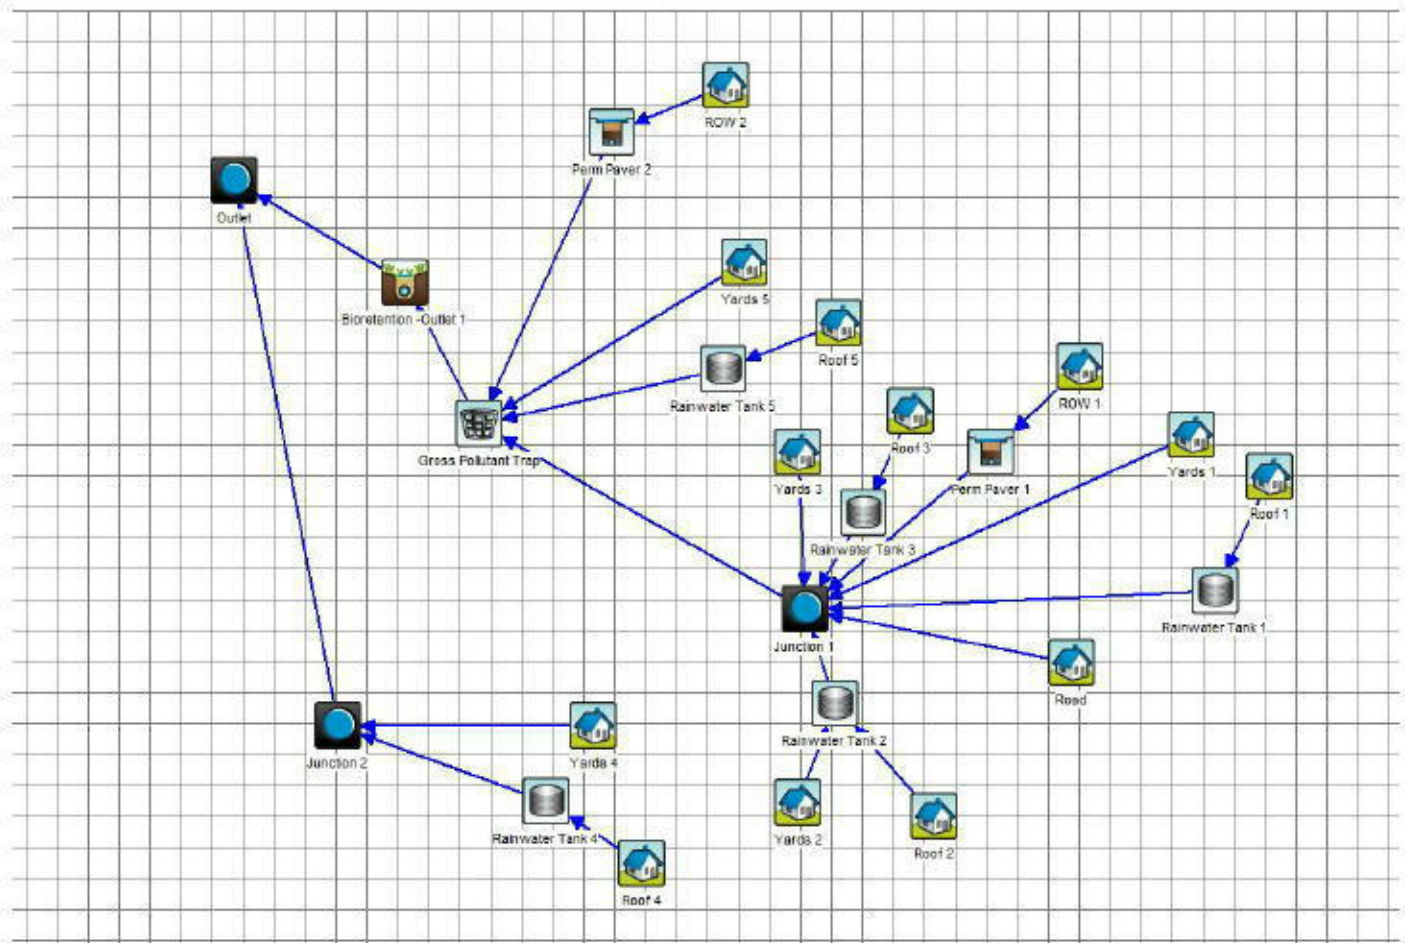 ROW 2
Perm Paver 2
Outlet
Yards 5
Bioretention -Outlet 1
Roof 5
Rainwater Tank 5
ROW 1
Roof 3
Gross Pollutant Trap
Yards 3
Perm Paver 1
Yards 1
Roof 1
Rainwater Tank 3
Rainwater Tank 1
Junction 1
Road
Rainwater Tank 2
Junction 2
Yards 4
Rainwater Tank 4
Yards 2
Roof 2
Roof 4